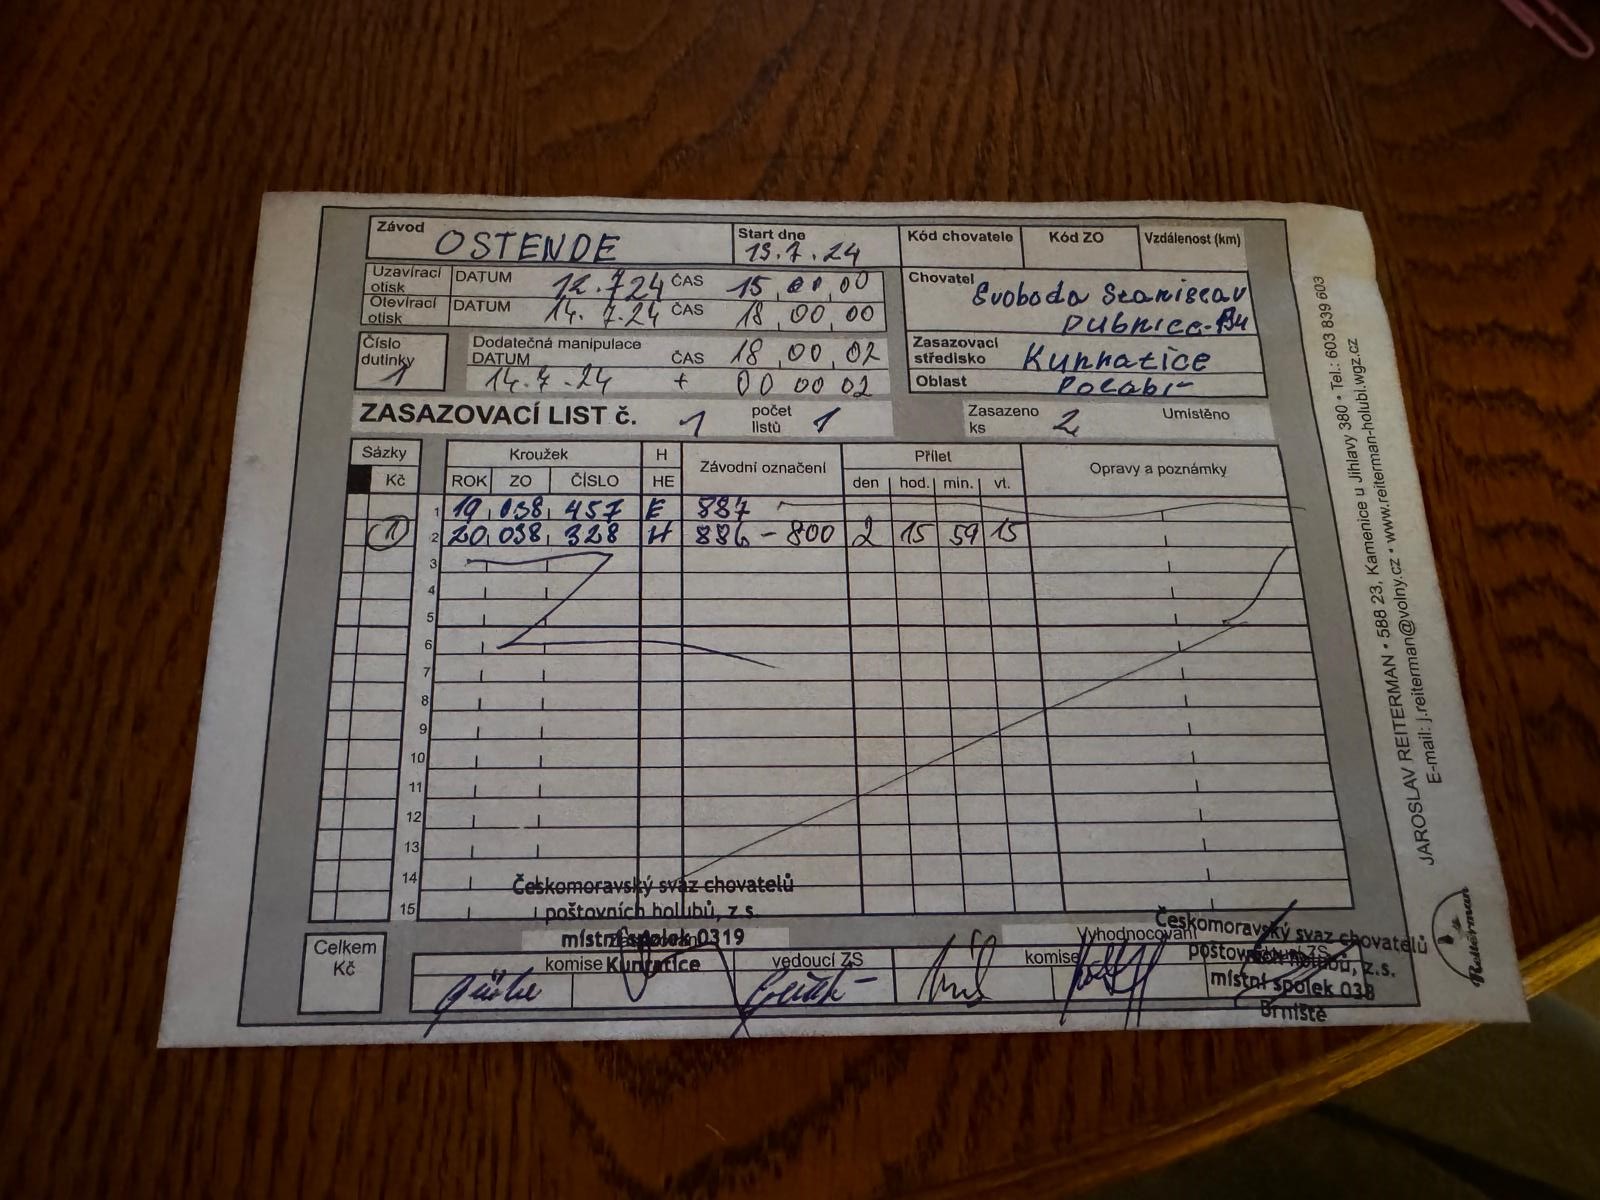 Závod OSTENDE Start dne 13.7.24 Kód chovatele Kód ZO Vzdálenost (km)
Uzavírací otisk DATUM 12.7.24 ČAS 15,00,00
Otevírací otisk DATUM 14.7.24 ČAS 18,00,00
Chovatel Svoboda Stanislav
Dubnice
Číslo dutinky 1
Dodatečná manipulace
DATUM 14.7.24 ČAS 18,00,02
+ 00 00 02
Zasazovací středisko Kunratice
Oblast Polabí
ZASAZOVACÍ LIST č. 1 počet listů 1 Zasazeno ks 2 Umístěno
Sázky Kroužek H Závodní označení Přílet Opravy a poznámky
Kč ROK ZO ČÍSLO HE den hod. min. vt.
1 19 038 457 E 887
1 2 20 038 328 H 886 - 800 2 15 59 15
3
4
5
6
7
8
9
10
11
12
13
14
15
Českomoravský svaz chovatelů
poštovních holubů, z.s.
místní spolek 0319
Kunratice
Celkem Kč
komise vedoucí ZS
Vyhodnocování
komise
Českomoravský svaz chovatelů
poštovních holubů, z.s.
místní spolek 038
Brniště
JAROSLAV REITERMAN • 588 23, Kamenice u Jihlavy 380 • Tel.: 603 839 603
E-mail: j.reiterman@volny.cz • www.reiterman-holubi.wgz.cz
Reiterman